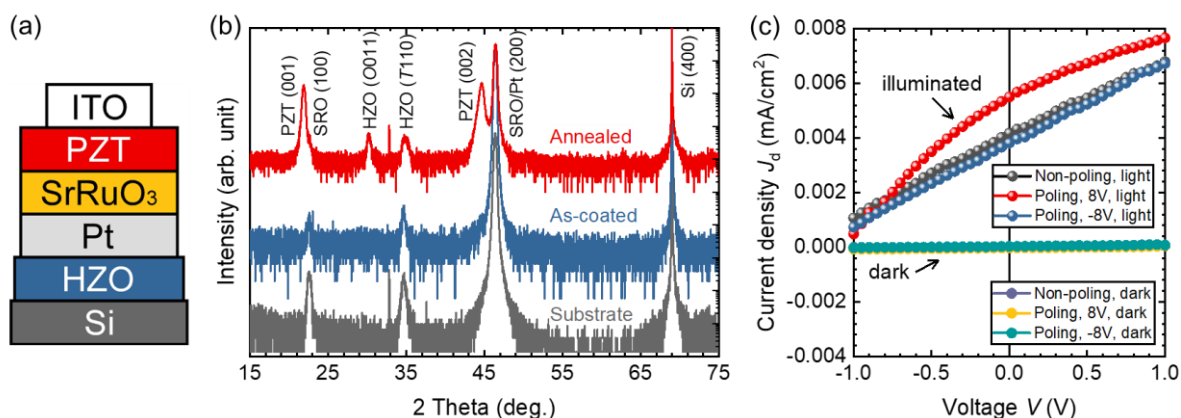 (a)
ITO
PZT
SrRuO₃
Pt
HZO
Si
(b)
Intensity (arb. unit)
PZT (001)
SRO (100)
HZO (O011)
HZO (T110)
PZT (002)
SRO/Pt (200)
Si (400)
Annealed
As-coated
Substrate
15 25 35 45 55 65 75
2 Theta (deg.)
(c)
Current density J_d (mA/cm²)
0.008
0.006
0.004
0.002
0.000
-0.002
-0.004
illuminated
Non-poling, light
Poling, 8V, light
Poling, -8V, light
dark
Non-poling, dark
Poling, 8V, dark
Poling, -8V, dark
-1.0 -0.5 0.0 0.5 1.0
Voltage V (V)